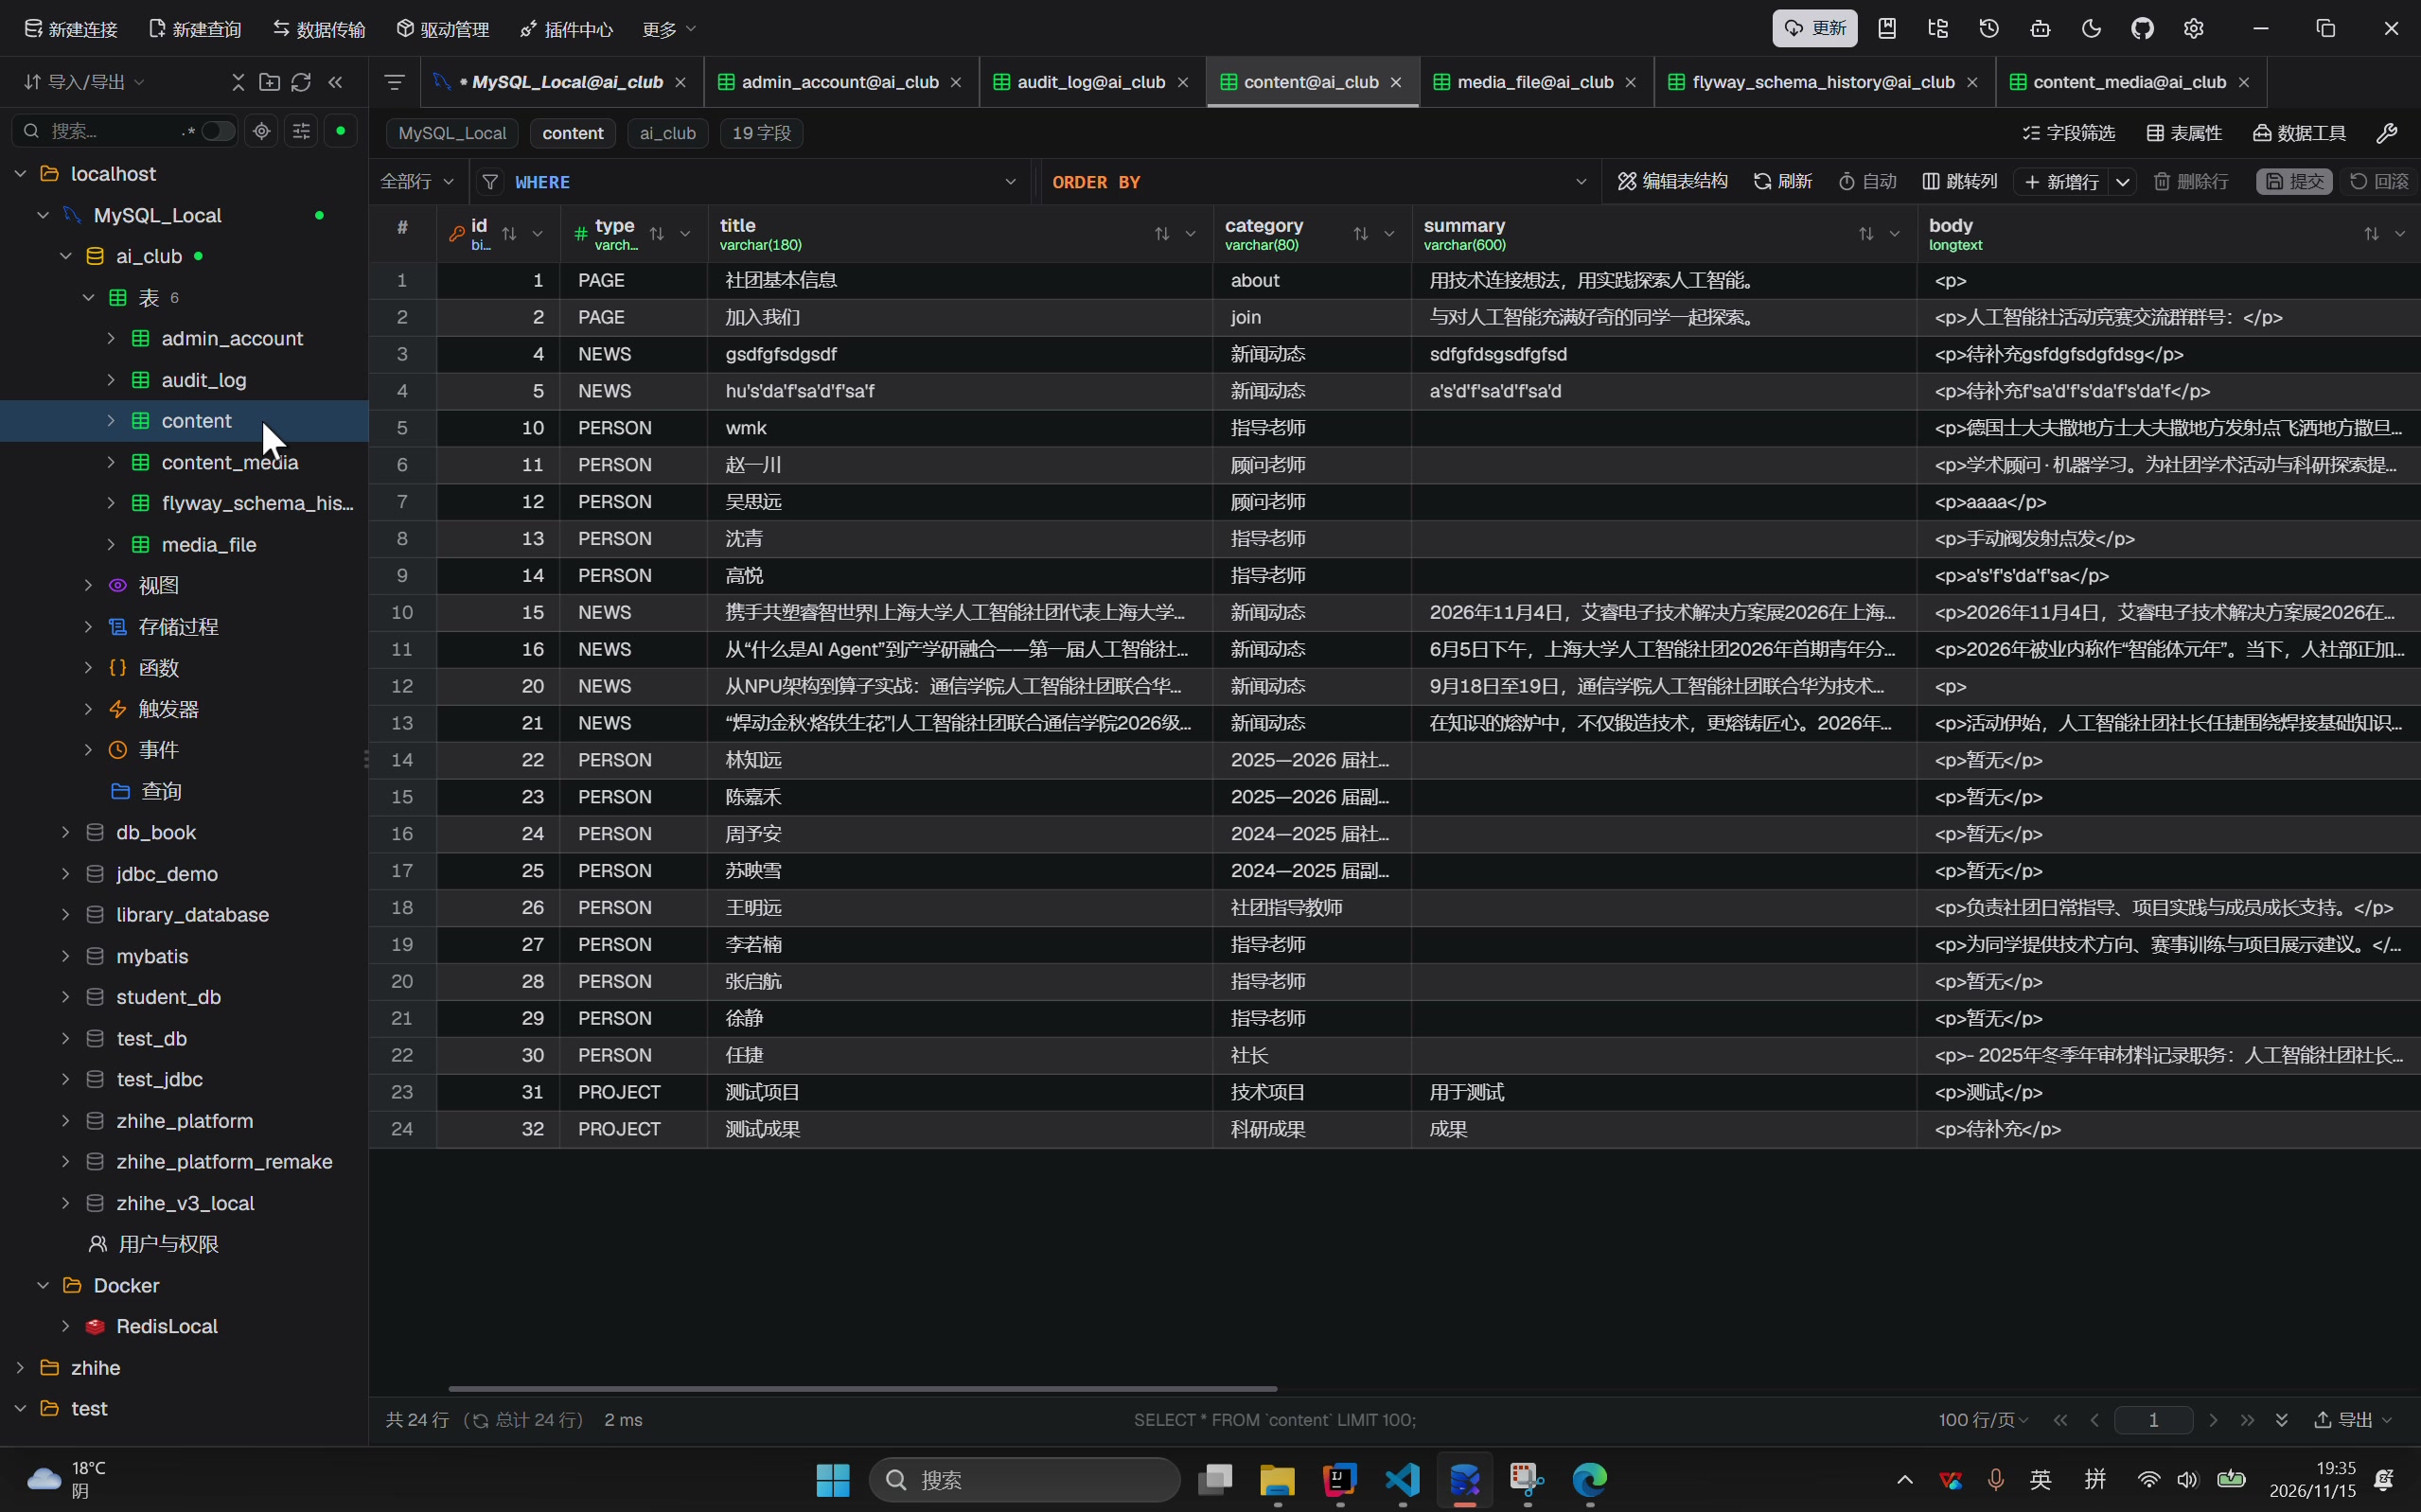 新建连接 新建查询 数据传输 驱动管理 插件中心 更多 更新
导入/导出 * MySQL_Local@ai_club admin_account@ai_club audit_log@ai_club content@ai_club media_file@ai_club flyway_schema_history@ai_club content_media@ai_club
搜索... .* MySQL_Local content ai_club 19 字段 字段筛选 表属性 数据工具
全部行 WHERE ORDER BY 编辑表结构 刷新 自动 跳转列 新增行 删除行 提交 回滚
localhost
MySQL_Local
ai_club
表 6
admin_account
audit_log
content
content_media
flyway_schema_his...
media_file
视图
存储过程
函数
触发器
事件
查询
db_book
jdbc_demo
library_database
mybatis
student_db
test_db
test_jdbc
zhihe_platform
zhihe_platform_remake
zhihe_v3_local
用户与权限
Docker
RedisLocal
zhihe
test
# id type title category summary body
bi... varch... varchar(180) varchar(80) varchar(600) longtext
1 1 PAGE 社团基本信息 about 用技术连接想法，用实践探索人工智能。 <p>
2 2 PAGE 加入我们 join 与对人工智能充满好奇的同学一起探索。 <p>人工智能社活动竞赛交流群群号：</p>
3 4 NEWS gsdfgfsdgsdf 新闻动态 sdfgfdsgsdfgfsd <p>待补充gsfdgfsdgfdsg</p>
4 5 NEWS hu's'da'f'sa'd'f'sa'f 新闻动态 a's'd'f'sa'd'f'sa'd <p>待补充f'sa'd'f's'da'f's'da'f</p>
5 10 PERSON wmk 指导老师 <p>德国士大夫撒地方士大夫撒地方发射点飞洒地方撒旦...
6 11 PERSON 赵一川 顾问老师 <p>学术顾问 · 机器学习。为社团学术活动与科研探索提...
7 12 PERSON 吴思远 顾问老师 <p>aaaa</p>
8 13 PERSON 沈青 指导老师 <p>手动阀发射点发</p>
9 14 PERSON 高悦 指导老师 <p>a's'f's'da'f'sa</p>
10 15 NEWS 携手共塑睿智世界|上海大学人工智能社团代表上海大学... 新闻动态 2026年11月4日，艾睿电子技术解决方案展2026在上海... <p>2026年11月4日，艾睿电子技术解决方案展2026在...
11 16 NEWS 从“什么是AI Agent”到产学研融合——第一届人工智能社... 新闻动态 6月5日下午，上海大学人工智能社团2026年首期青年分... <p>2026年被业内称作“智能体元年”。当下，人社部正加...
12 20 NEWS 从NPU架构到算子实战：通信学院人工智能社团联合华... 新闻动态 9月18日至19日，通信学院人工智能社团联合华为技术... <p>
13 21 NEWS “焊动金秋·烙铁生花”|人工智能社团联合通信学院2026级... 新闻动态 在知识的熔炉中，不仅锻造技术，更熔铸匠心。2026年... <p>活动伊始，人工智能社团社长任捷围绕焊接基础知识...
14 22 PERSON 林知远 2025—2026 届社... <p>暂无</p>
15 23 PERSON 陈嘉禾 2025—2026 届副... <p>暂无</p>
16 24 PERSON 周予安 2024—2025 届社... <p>暂无</p>
17 25 PERSON 苏映雪 2024—2025 届副... <p>暂无</p>
18 26 PERSON 王明远 社团指导教师 <p>负责社团日常指导、项目实践与成员成长支持。</p>
19 27 PERSON 李若楠 指导老师 <p>为同学提供技术方向、赛事训练与项目展示建议。</...
20 28 PERSON 张启航 指导老师 <p>暂无</p>
21 29 PERSON 徐静 指导老师 <p>暂无</p>
22 30 PERSON 任捷 社长 <p>- 2025年冬季年审材料记录职务：人工智能社团社长...
23 31 PROJECT 测试项目 技术项目 用于测试 <p>测试</p>
24 32 PROJECT 测试成果 科研成果 成果 <p>待补充</p>
共 24 行 （ 总计 24 行） 2 ms SELECT * FROM `content` LIMIT 100; 100 行/页 1 导出
18°C
阴
搜索
英 拼
19:35
2026/11/15